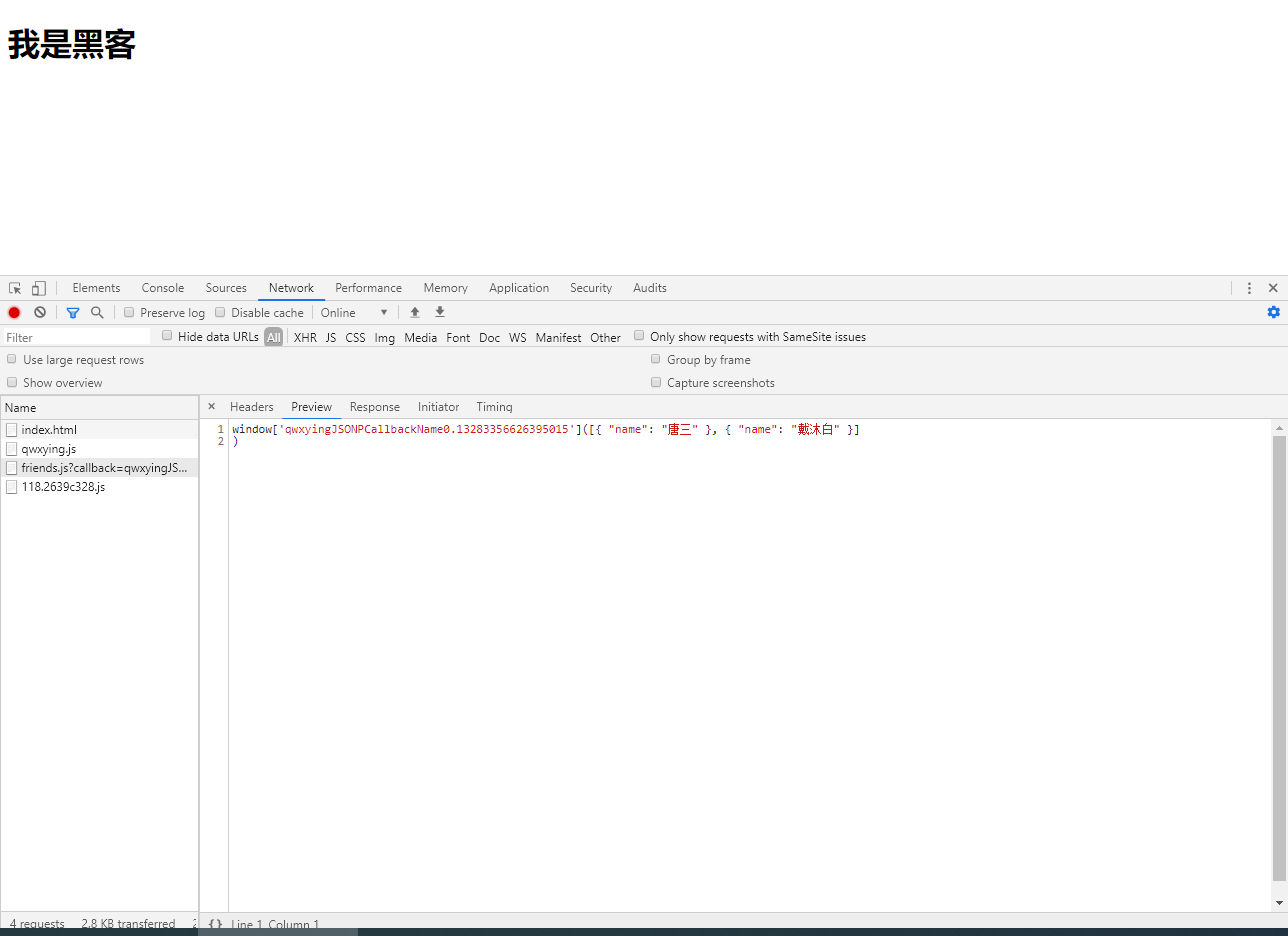 我是黑客
Elements Console Sources Network Performance Memory Application Security Audits
Preserve log Disable cache Online
Filter Hide data URLs All XHR JS CSS Img Media Font Doc WS Manifest Other Only show requests with SameSite issues
Use large request rows Group by frame
Show overview Capture screenshots
Name × Headers Preview Response Initiator Timing
index.html
qwxying.js
friends.js?callback=qwxyingJS...
118.2639c328.js
1 window['qwxyingJSONPCallbackName0.13283356626395015']([{ "name": "唐三" }, { "name": "戴沐白" }]
2 )
4 requests 2.8 KB transferred
{} Line 1, Column 1